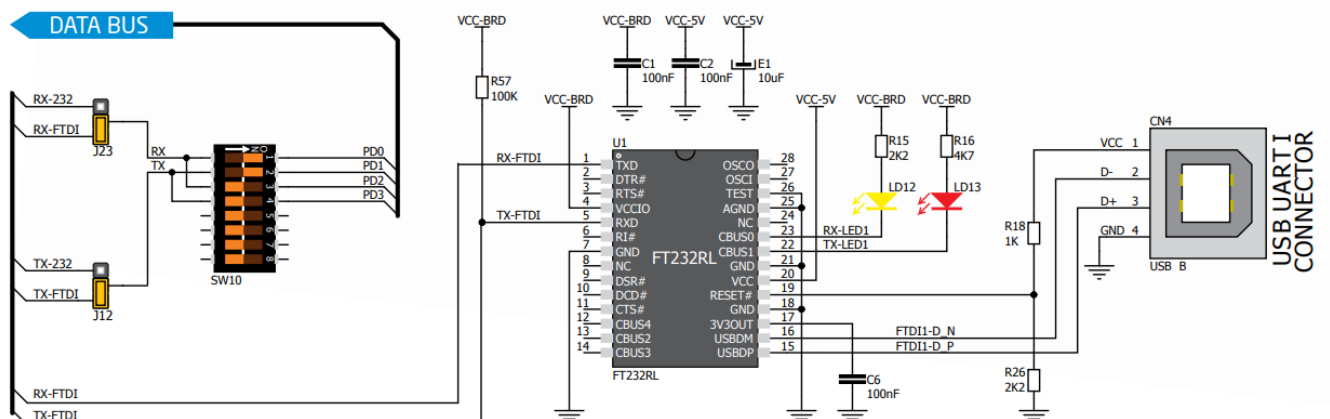 DATA BUS
VCC-BRD
VCC-BRD
VCC-5V
VCC-5V
C1
100nF
C2
100nF
E1
10uF
R57
100K
RX-232
RX-FTDI
J23
RX
TX
O
N
1
2
3
4
5
6
7
8
SW10
PD0
PD1
PD2
PD3
TX-232
TX-FTDI
J12
RX-FTDI
TX-FTDI
VCC-BRD
VCC-5V
VCC-BRD
VCC-BRD
R15
2K2
R16
4K7
LD12
LD13
RX-FTDI
TX-FTDI
U1
1 TXD
2 DTR#
3 RTS#
4 VCCIO
5 RXD
6 RI#
7 GND
8 NC
9 DSR#
10 DCD#
11 CTS#
12 CBUS4
13 CBUS2
14 CBUS3
FT232RL
OSCO 28
OSCI 27
TEST 26
AGND 25
NC 24
CBUS0 23
CBUS1 22
GND 21
VCC 20
RESET# 19
GND 18
3V3OUT 17
USBDM 16
USBDP 15
FT232RL
RX-LED1
TX-LED1
FTDI1-D_N
FTDI1-D_P
C6
100nF
R18
1K
R26
2K2
CN4
VCC 1
D- 2
D+ 3
GND 4
USB B
USB UART I
CONNECTOR